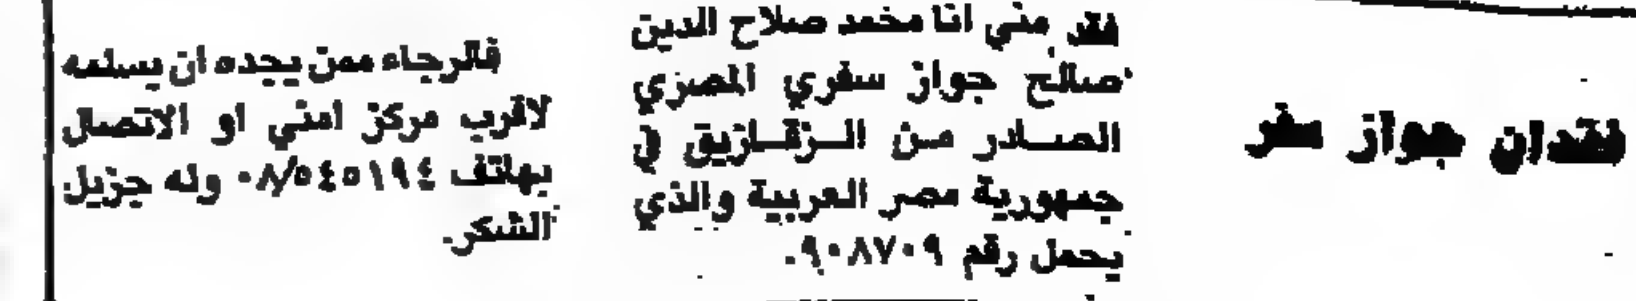 فقدان جواز سفر
فقد مني انا محمد صلاح الدين
صالح جواز سفري المصري
الصادر من الزقازيق في
جمهورية مصر العربية والذي
يحمل رقم ٩٠٨٧٠٩.
فالرجاء ممن يجده ان يسلمه
لاقرب مركز امني او الاتصال
بهاتف ٠٨/٥٤٥١٩٤ وله جزيل
الشكر.